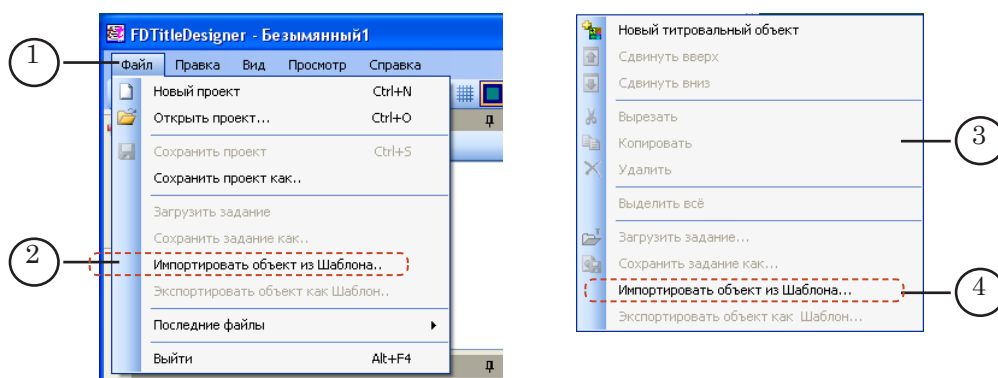 FDTitleDesigner - Безымянный1
1
Файл Правка Вид Просмотр Справка
Новый проект Ctrl+N
Открыть проект... Ctrl+O
Сохранить проект Ctrl+S
Сохранить проект как..
Загрузить задание
Сохранить задание как..
2
Импортировать объект из Шаблона..
Экспортировать объект как Шаблон..
Последние файлы
Выйти Alt+F4
Новый титровальный объект
Сдвинуть вверх
Сдвинуть вниз
Вырезать
Копировать
3
Удалить
Выделить всё
Загрузить задание...
Сохранить задание как...
Импортировать объект из Шаблона...
4
Экспортировать объект как Шаблон...